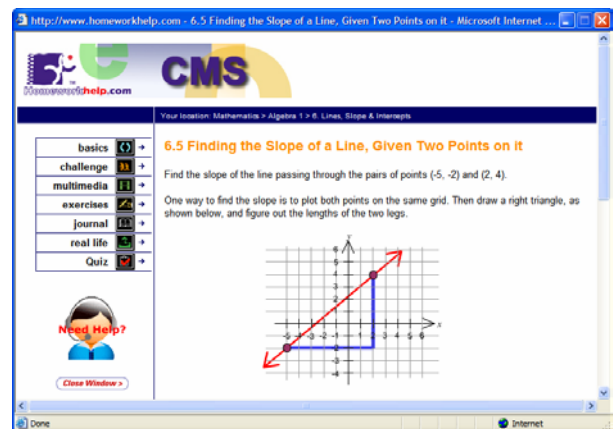 http://www.homeworkhelp.com - 6.5 Finding the Slope of a Line, Given Two Points on it - Microsoft Internet ...
Homeworkhelp.com
CMS
Your location: Mathematics > Algebra 1 > 6. Lines, Slope & Intercepts
basics
challenge
multimedia
exercises
journal
real life
Quiz
Need Help?
Close Window >
6.5 Finding the Slope of a Line, Given Two Points on it
Find the slope of the line passing through the pairs of points (-5, -2) and (2, 4).
One way to find the slope is to plot both points on the same grid. Then draw a right triangle, as
shown below, and figure out the lengths of the two legs.
Done
Internet